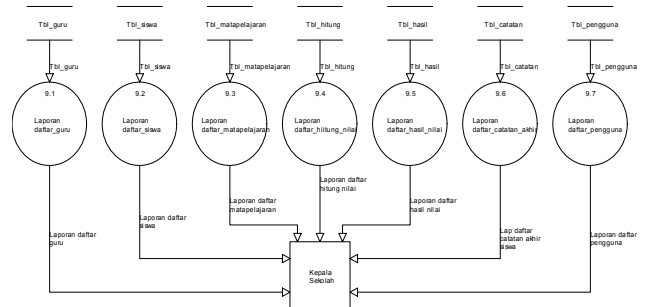 Tbl_guru
Tbl_siswa
Tbl_matapelajaran
Tbl_hitung
Tbl_hasil
Tbl_catatan
Tbl_pengguna
Tbl_guru
Tbl_siswa
Tbl_matapelajaran
Tbl_hitung
Tbl_hasil
Tbl_catatan
Tbl_pengguna
9.1
Laporan
daftar_guru
9.2
Laporan
daftar_siswa
9.3
Laporan
daftar_matapelajaran
9.4
Laporan
daftar_hiitung_nilai
9.5
Laporan
daftar_hasil_nilai
9.6
Laporan
daftar_catatan_akhir
9.7
Laporan
daftar_pengguna
Laporan daftar
guru
Laporan daftar
siswa
Laporan daftar
matapelajaran
Laporan daftar
hitung nilai
Laporan daftar
hasil nilai
Lap daftar
catatan akhir
siswa
Laporan daftar
pengguna
Kepala
Sekolah